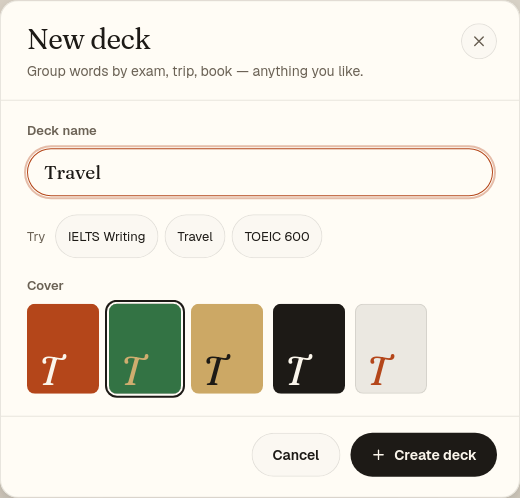 New deck
Group words by exam, trip, book — anything you like.
Deck name
Travel
Try IELTS Writing Travel TOEIC 600
Cover
T T T T T
Cancel + Create deck